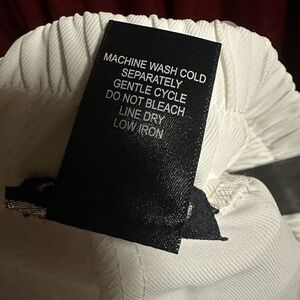 MACHINE WASH COLD
SEPARATELY
GENTLE CYCLE
DO NOT BLEACH
LINE DRY
LOW IRON